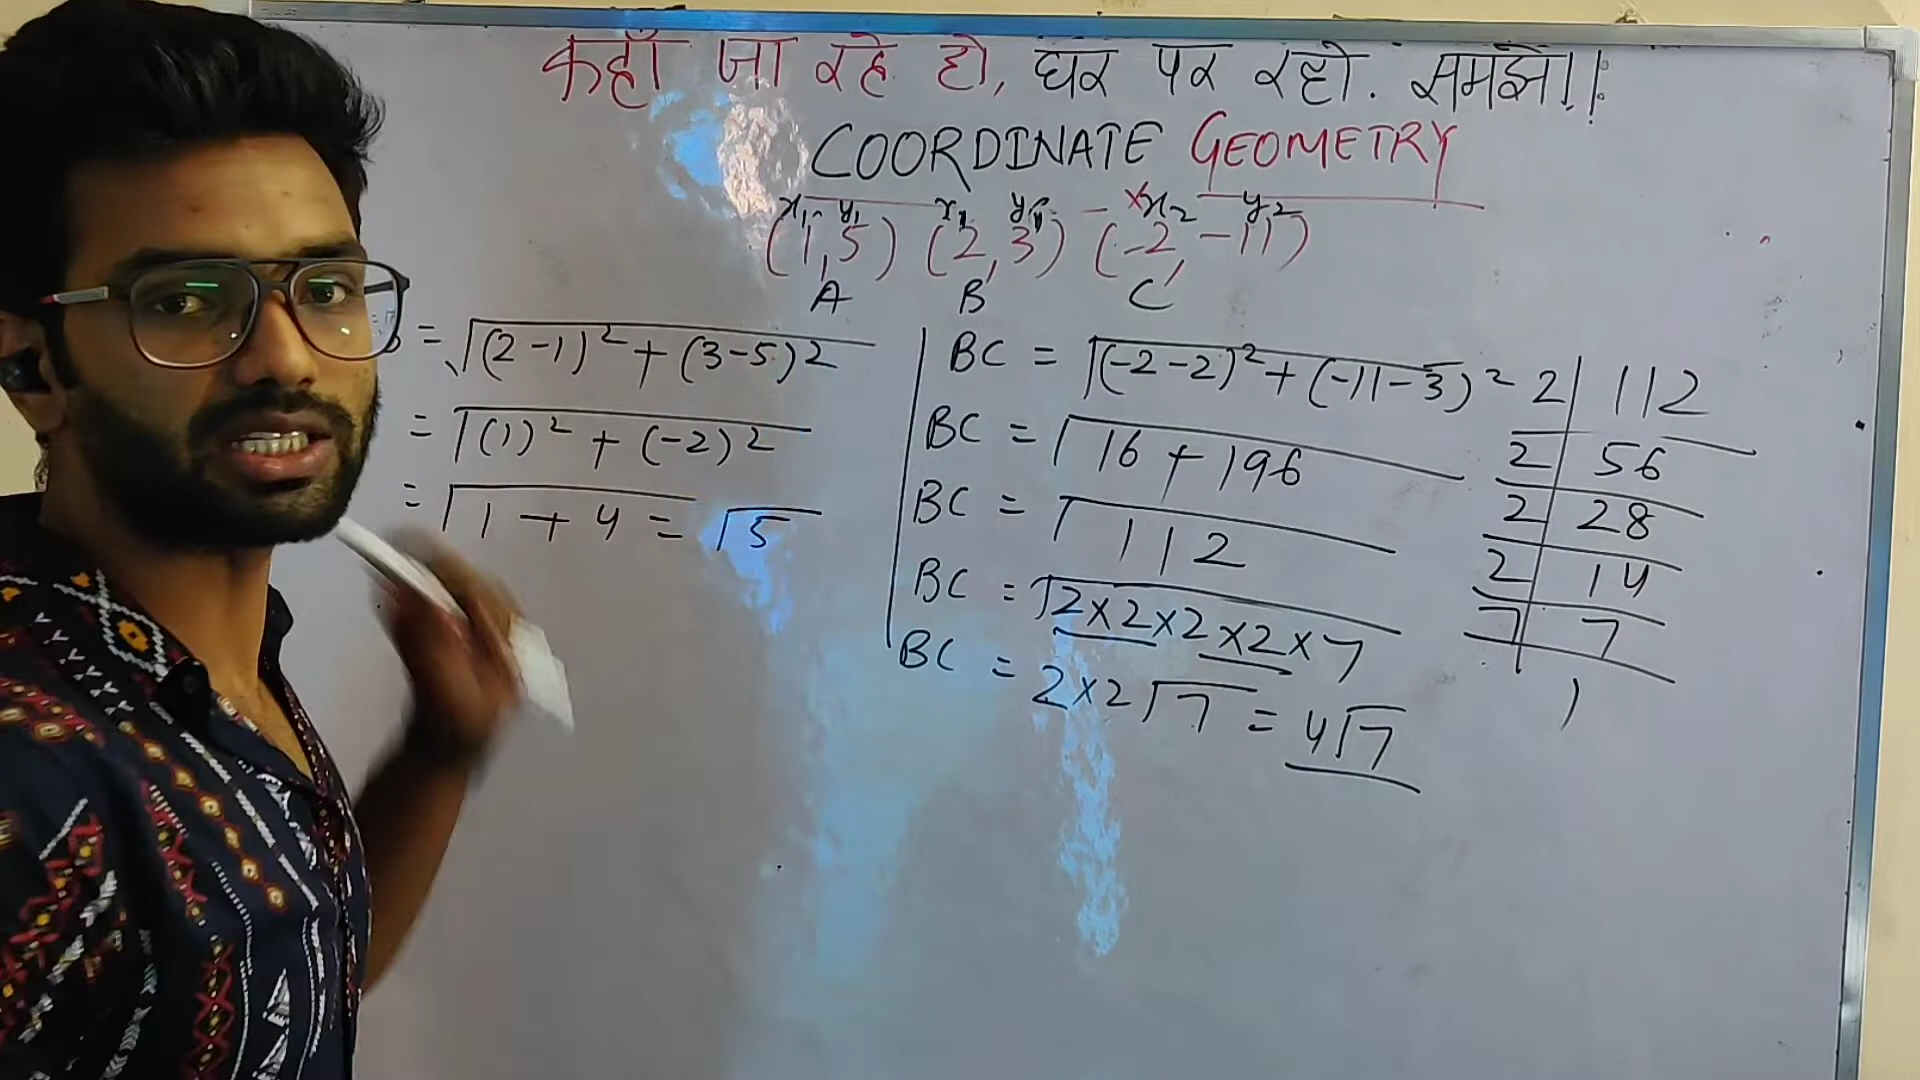 कहाँ जा रहे हो, घर पर रहो. समझे!!
COORDINATE GEOMETRY
x₁ y₁ x₁ y₁ x₂ y₂
(1,5) (2,3) (-2,-11)
A B C
= √(2-1)² + (3-5)²
= √(1)² + (-2)²
= √1 + 4 = √5
BC = √(-2-2)² + (-11-3)²
BC = √16 + 196
BC = √112
BC = √2×2×2×2×7
BC = 2×2√7 = 4√7
2 | 112
2 | 56
2 | 28
2 | 14
7 | 7
1